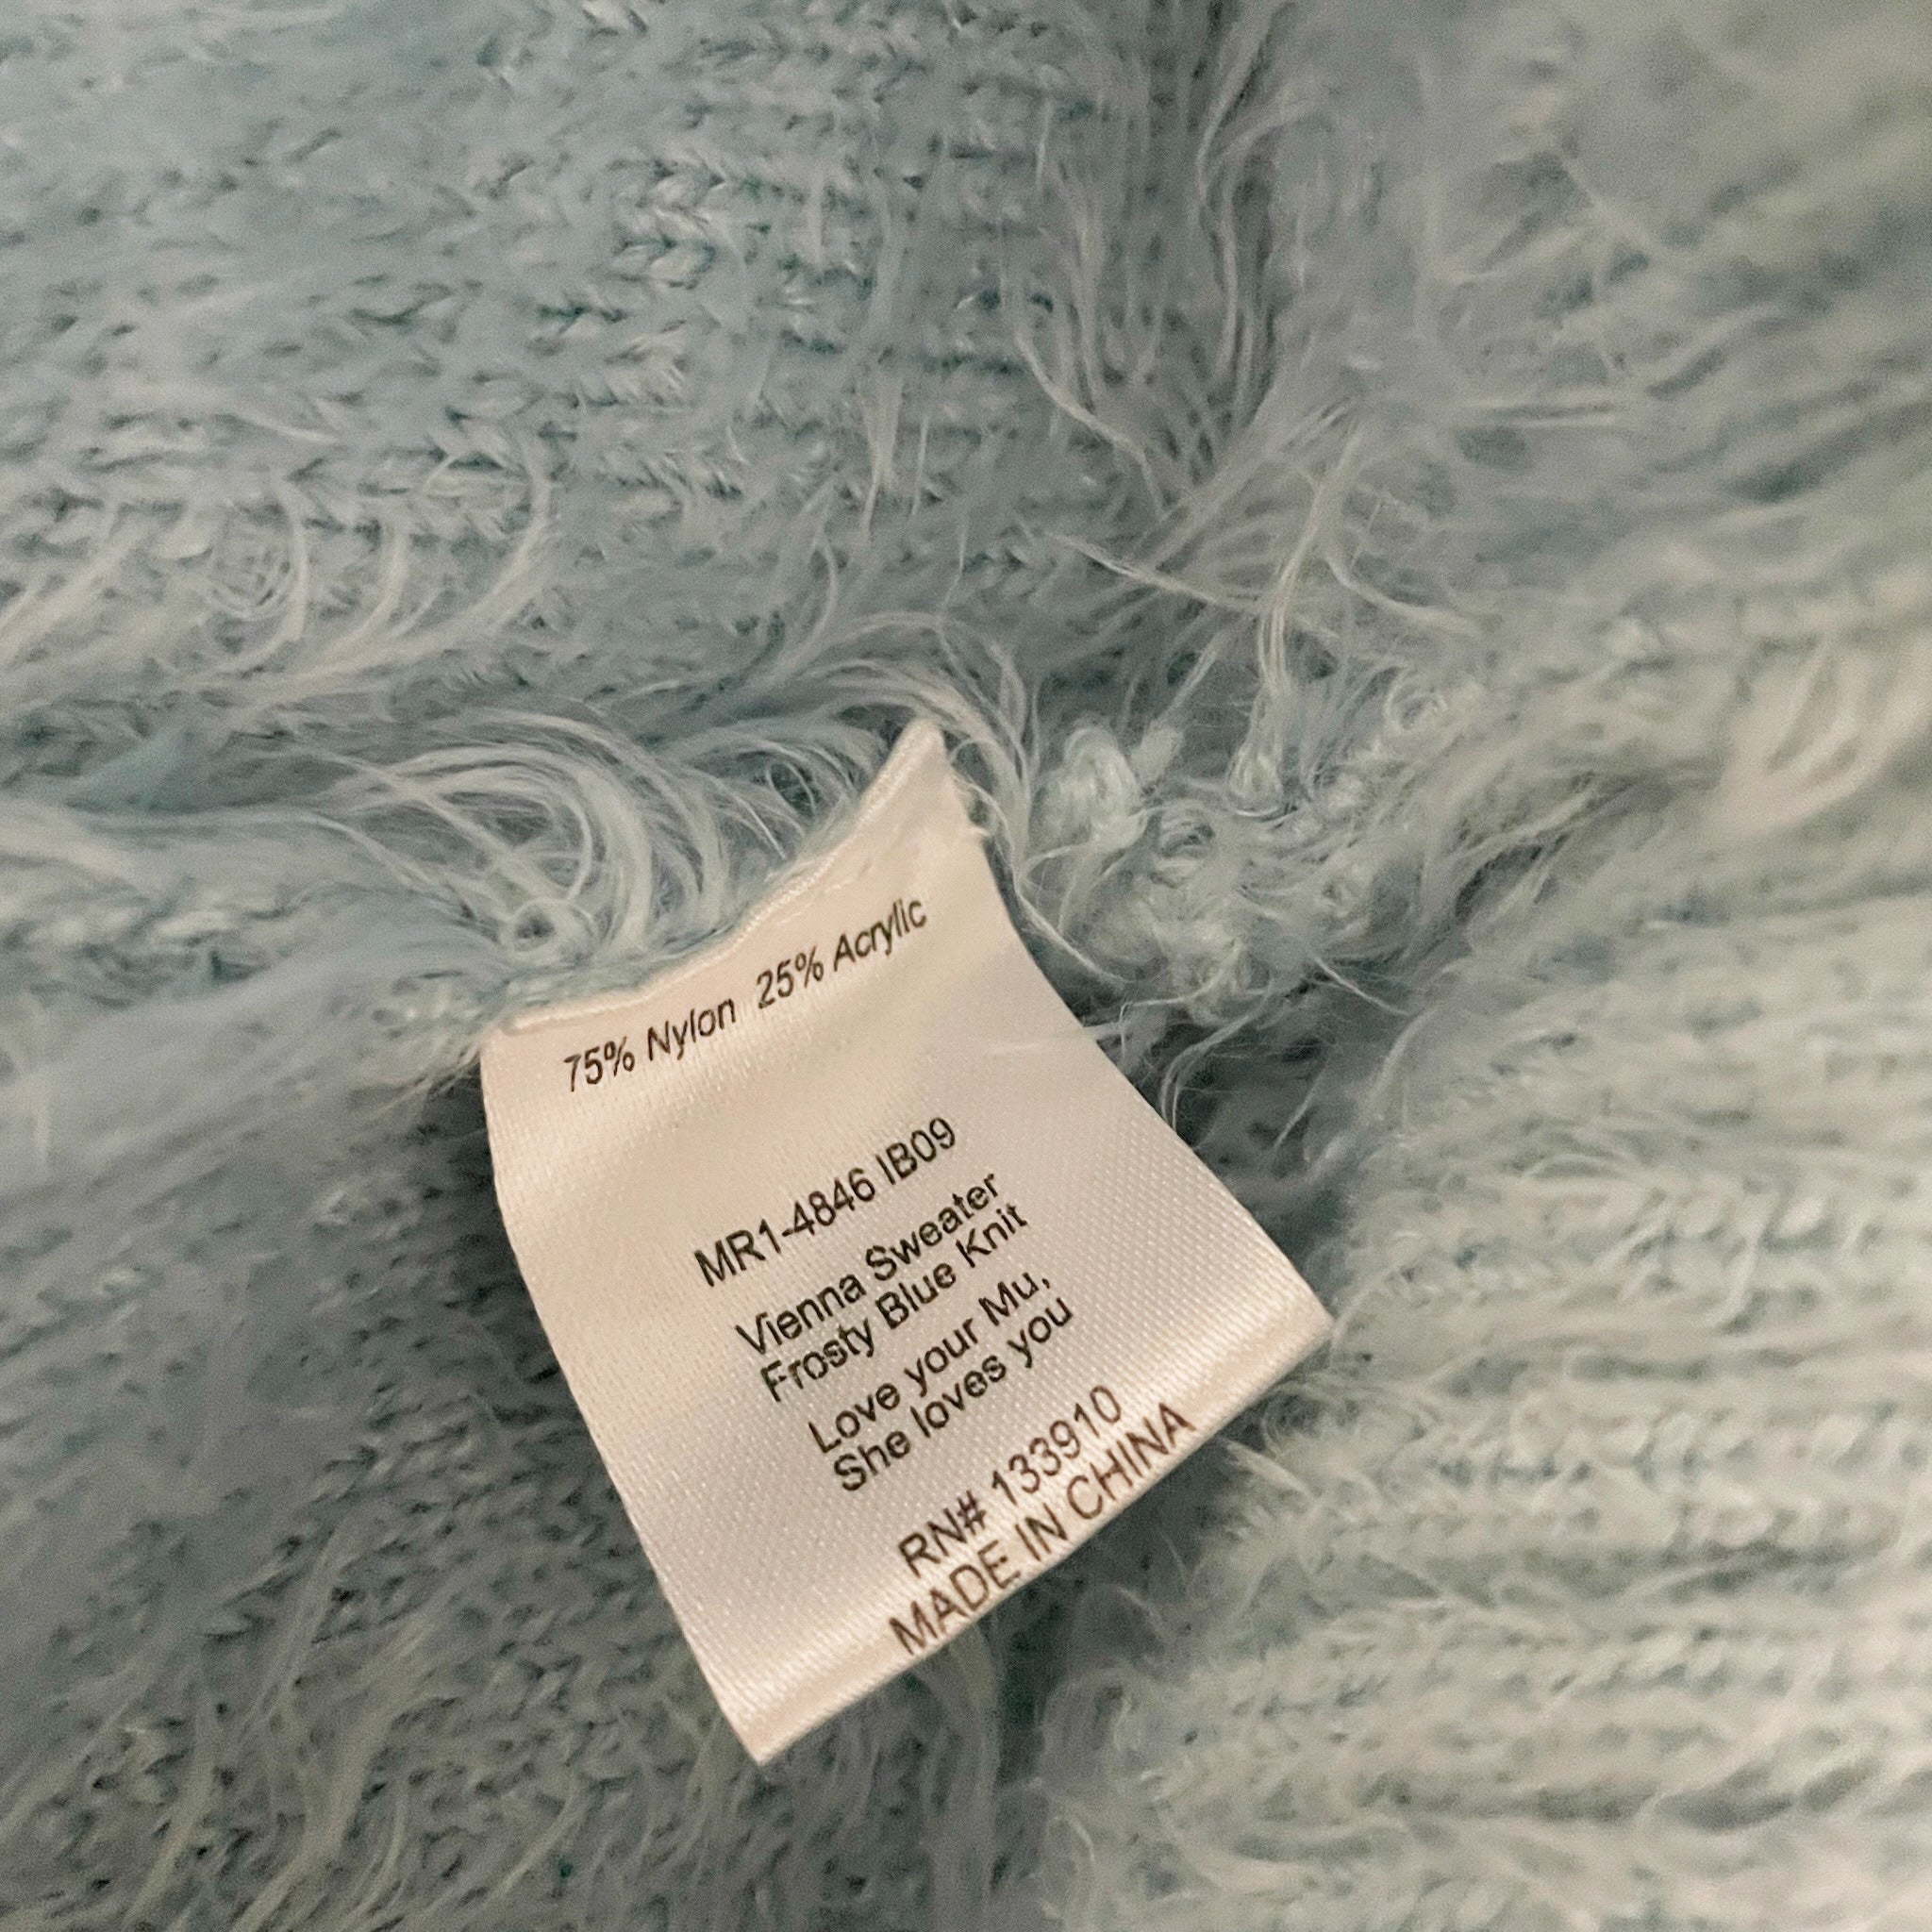 75% Nylon 25% Acrylic
MR1-4846 IB09
Vienna Sweater
Frosty Blue Knit
Love your Mu,
She loves you
RN# 133910
MADE IN CHINA